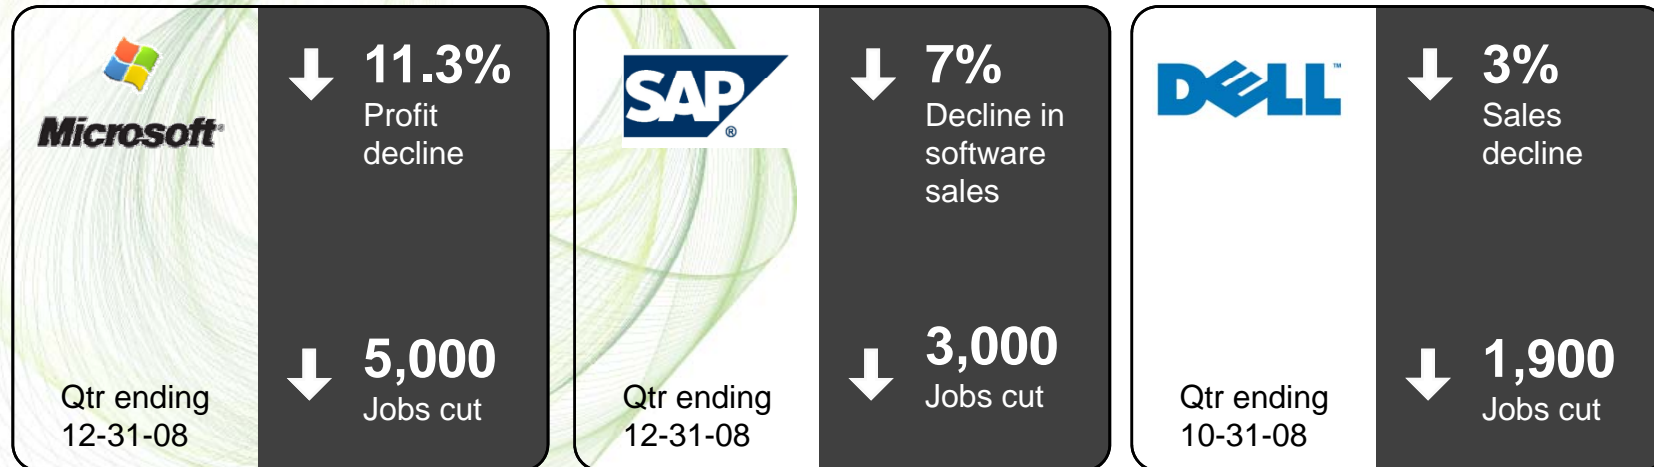 Microsoft®
11.3%
Profit
decline
5,000
Jobs cut
Qtr ending
12-31-08
SAP
®
7%
Decline in
software
sales
3,000
Jobs cut
Qtr ending
12-31-08
DELL™
3%
Sales
decline
1,900
Jobs cut
Qtr ending
10-31-08